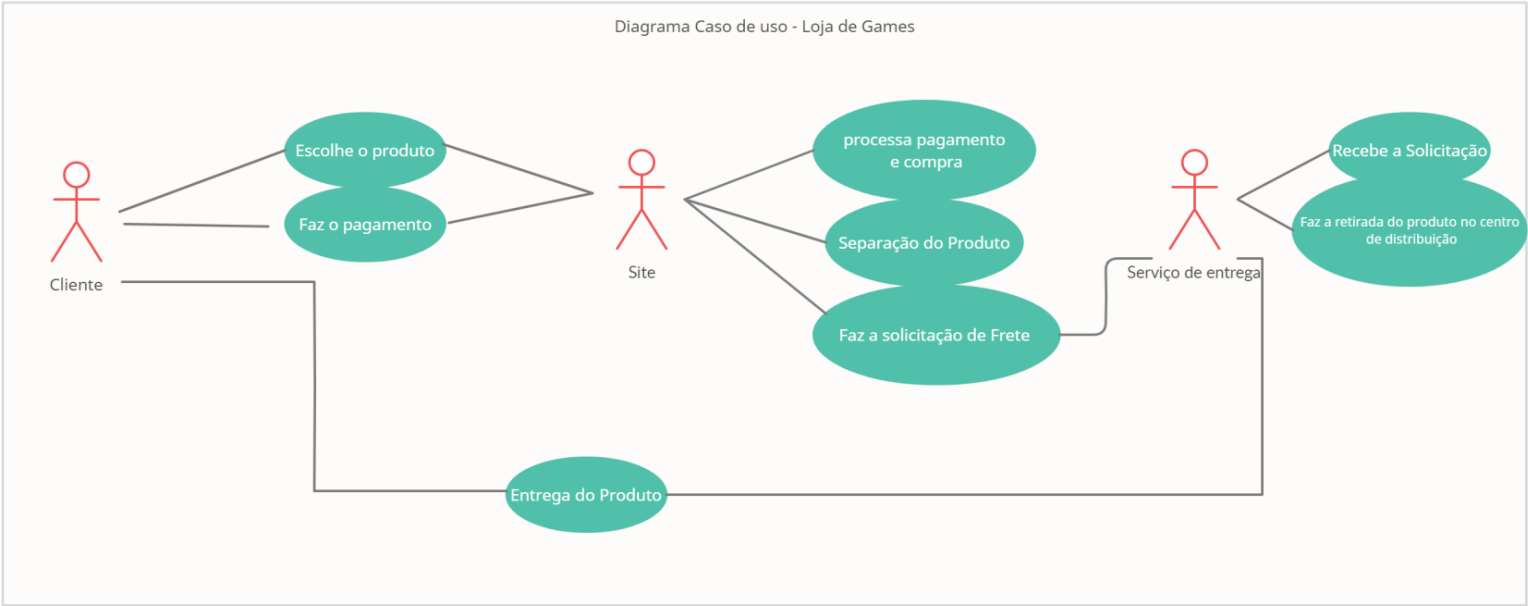 Diagrama Caso de uso - Loja de Games
Escolhe o produto
Faz o pagamento
Cliente
Site
processa pagamento
e compra
Separação do Produto
Faz a solicitação de Frete
Serviço de entrega
Recebe a Solicitação
Faz a retirada do produto no centro
de distribuição
Entrega do Produto